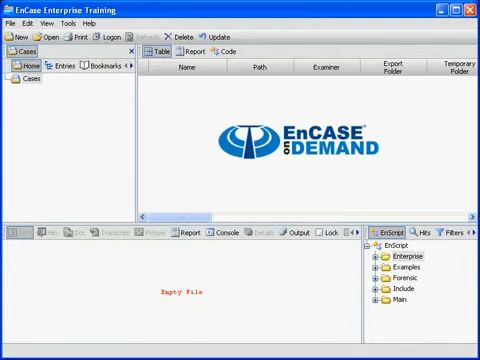 EnCase Enterprise Training
File Edit View Tools Help
New Open Print Logon Refresh Delete Update
Cases
Table Report Code
Home Entries Bookmarks
Name Path Examiner Export Folder Temporary Folder
Cases
EnCASE®
on DEMAND
Text Hex Doc Transcript Picture Report Console Details Output Lock
EnScript Hits Filters
EnScript
Enterprise
Examples
Forensic
Include
Main
Empty File